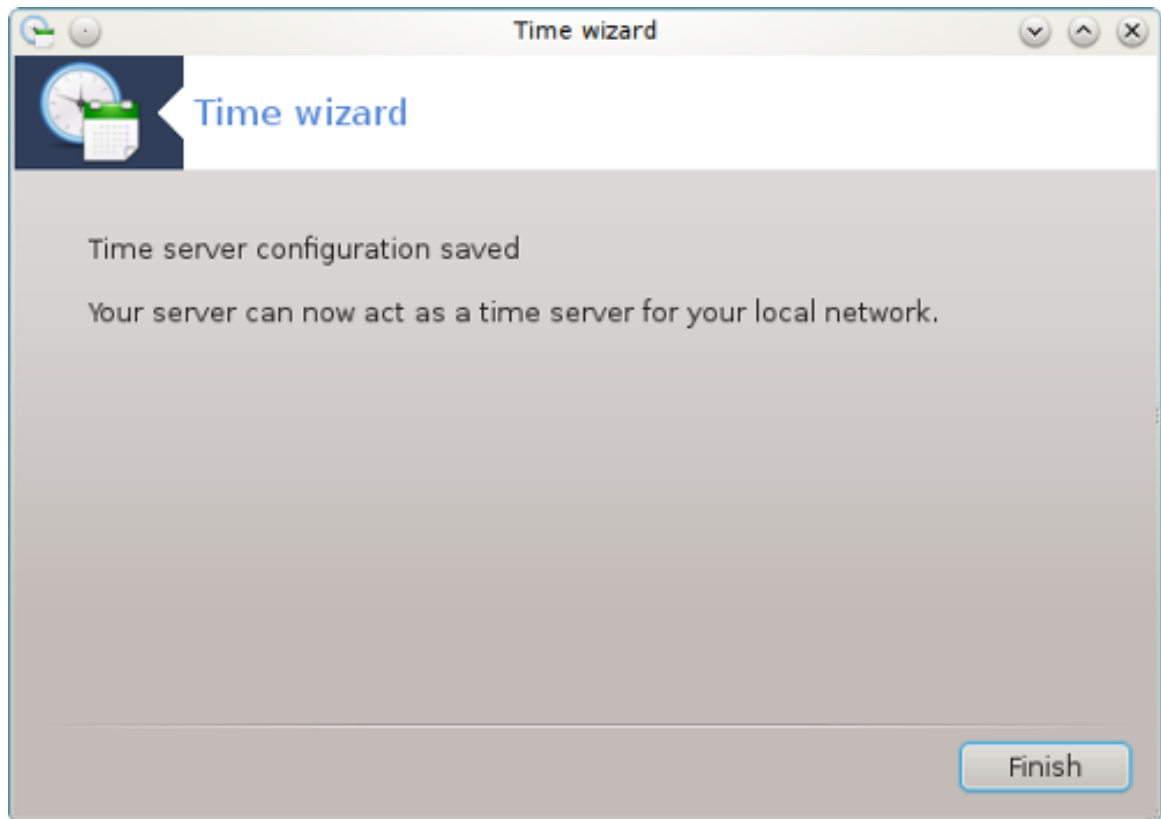 Time wizard
Time wizard
Time server configuration saved
Your server can now act as a time server for your local network.
Finish